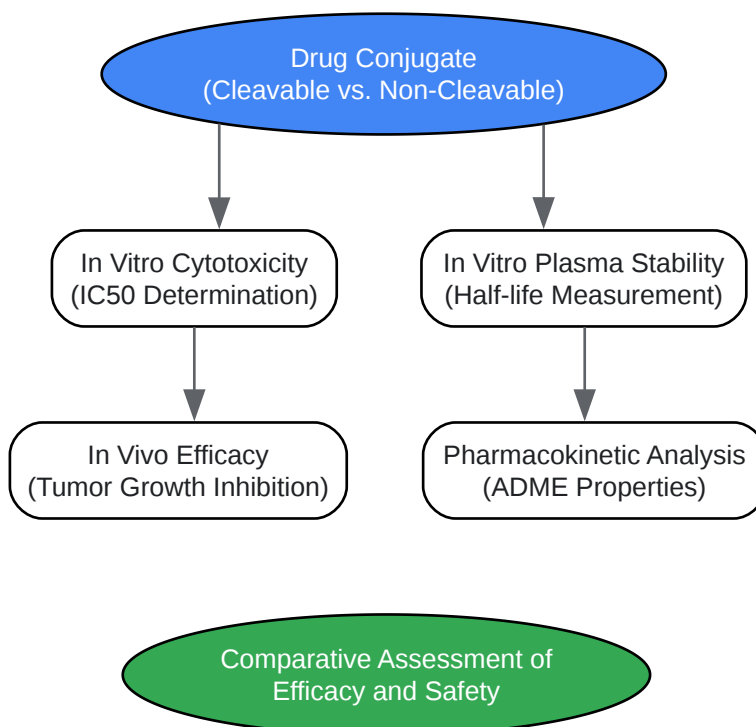 Drug Conjugate
(Cleavable vs. Non-Cleavable)
In Vitro Cytotoxicity
(IC50 Determination)
In Vitro Plasma Stability
(Half-life Measurement)
In Vivo Efficacy
(Tumor Growth Inhibition)
Pharmacokinetic Analysis
(ADME Properties)
Comparative Assessment of
Efficacy and Safety